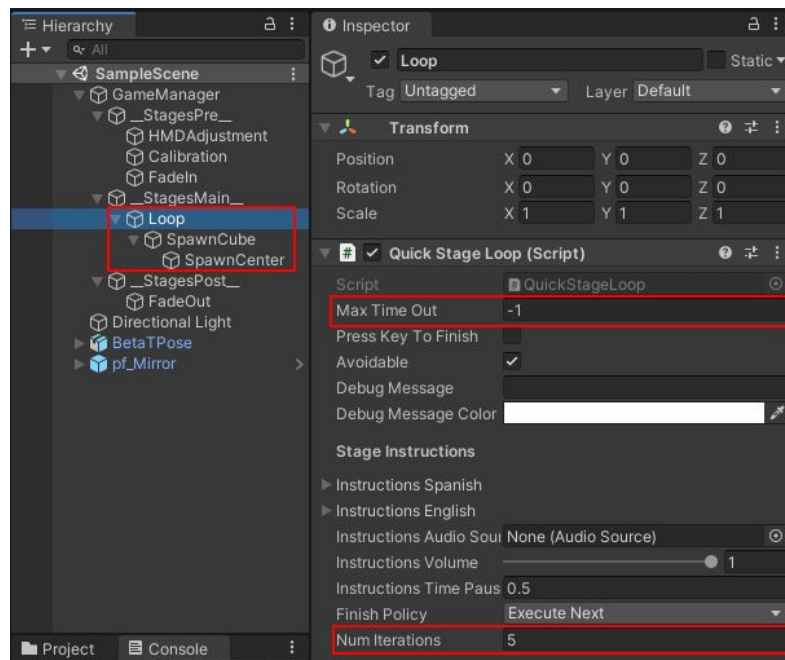 Hierarchy
All
SampleScene
GameManager
__StagesPre__
HMDAdjustment
Calibration
FadeIn
__StagesMain__
Loop
SpawnCube
SpawnCenter
__StagesPost__
FadeOut
Directional Light
BetaTPose
pf_Mirror
Project Console
Inspector
Loop Static
Tag Untagged Layer Default
Transform
Position X 0 Y 0 Z 0
Rotation X 0 Y 0 Z 0
Scale X 1 Y 1 Z 1
# Quick Stage Loop (Script)
Script QuickStageLoop
Max Time Out -1
Press Key To Finish
Avoidable
Debug Message
Debug Message Color
Stage Instructions
Instructions Spanish
Instructions English
Instructions Audio Sour None (Audio Source)
Instructions Volume 1
Instructions Time Paus 0.5
Finish Policy Execute Next
Num Iterations 5